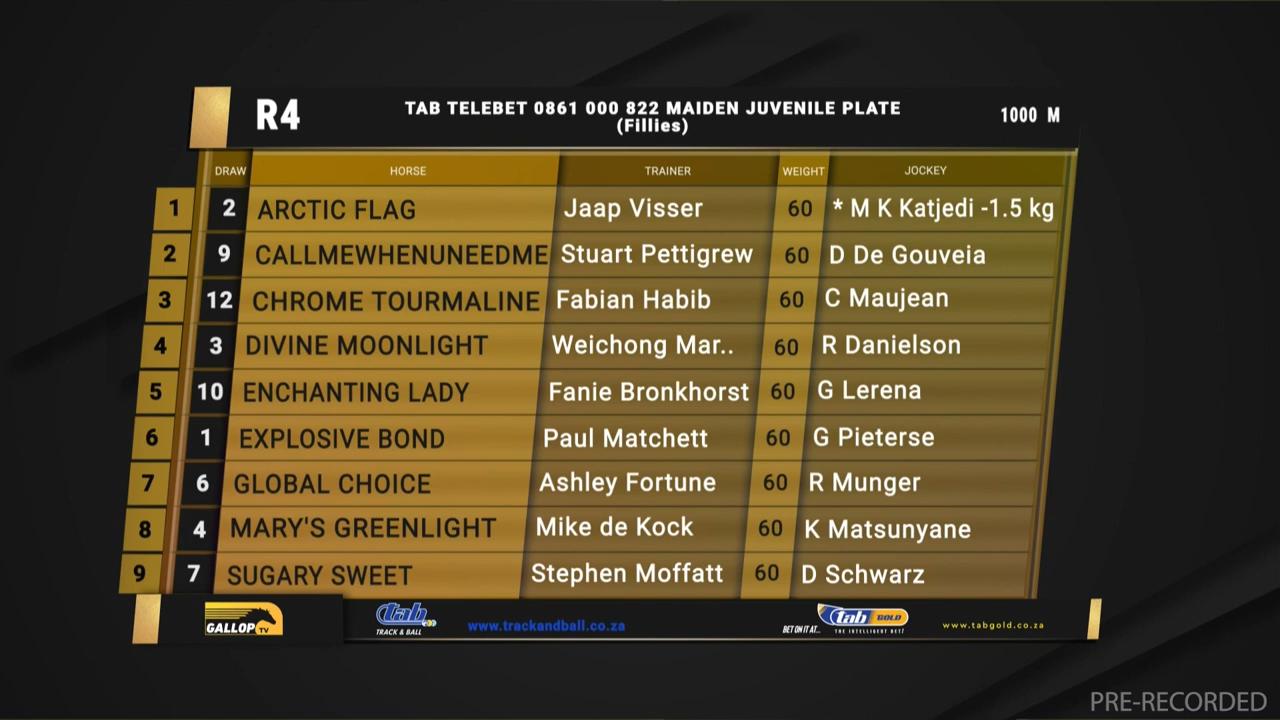 R4
TAB TELEBET 0861 000 822 MAIDEN JUVENILE PLATE
(Fillies)
1000 M
DRAW HORSE TRAINER WEIGHT JOCKEY
1 2 ARCTIC FLAG Jaap Visser 60 * M K Katjedi -1.5 kg
2 9 CALLMEWHENUNEEDME Stuart Pettigrew 60 D De Gouveia
3 12 CHROME TOURMALINE Fabian Habib 60 C Maujean
4 3 DIVINE MOONLIGHT Weichong Mar.. 60 R Danielson
5 10 ENCHANTING LADY Fanie Bronkhorst 60 G Lerena
6 1 EXPLOSIVE BOND Paul Matchett 60 G Pieterse
7 6 GLOBAL CHOICE Ashley Fortune 60 R Munger
8 4 MARY'S GREENLIGHT Mike de Kock 60 K Matsunyane
9 7 SUGARY SWEET Stephen Moffatt 60 D Schwarz
GALLOP TV
tab
TRACK & BALL
www.trackandball.co.za
BET ON IT AT...
tab GOLD
THE INTELLIGENT BET!
www.tabgold.co.za
PRE-RECORDED